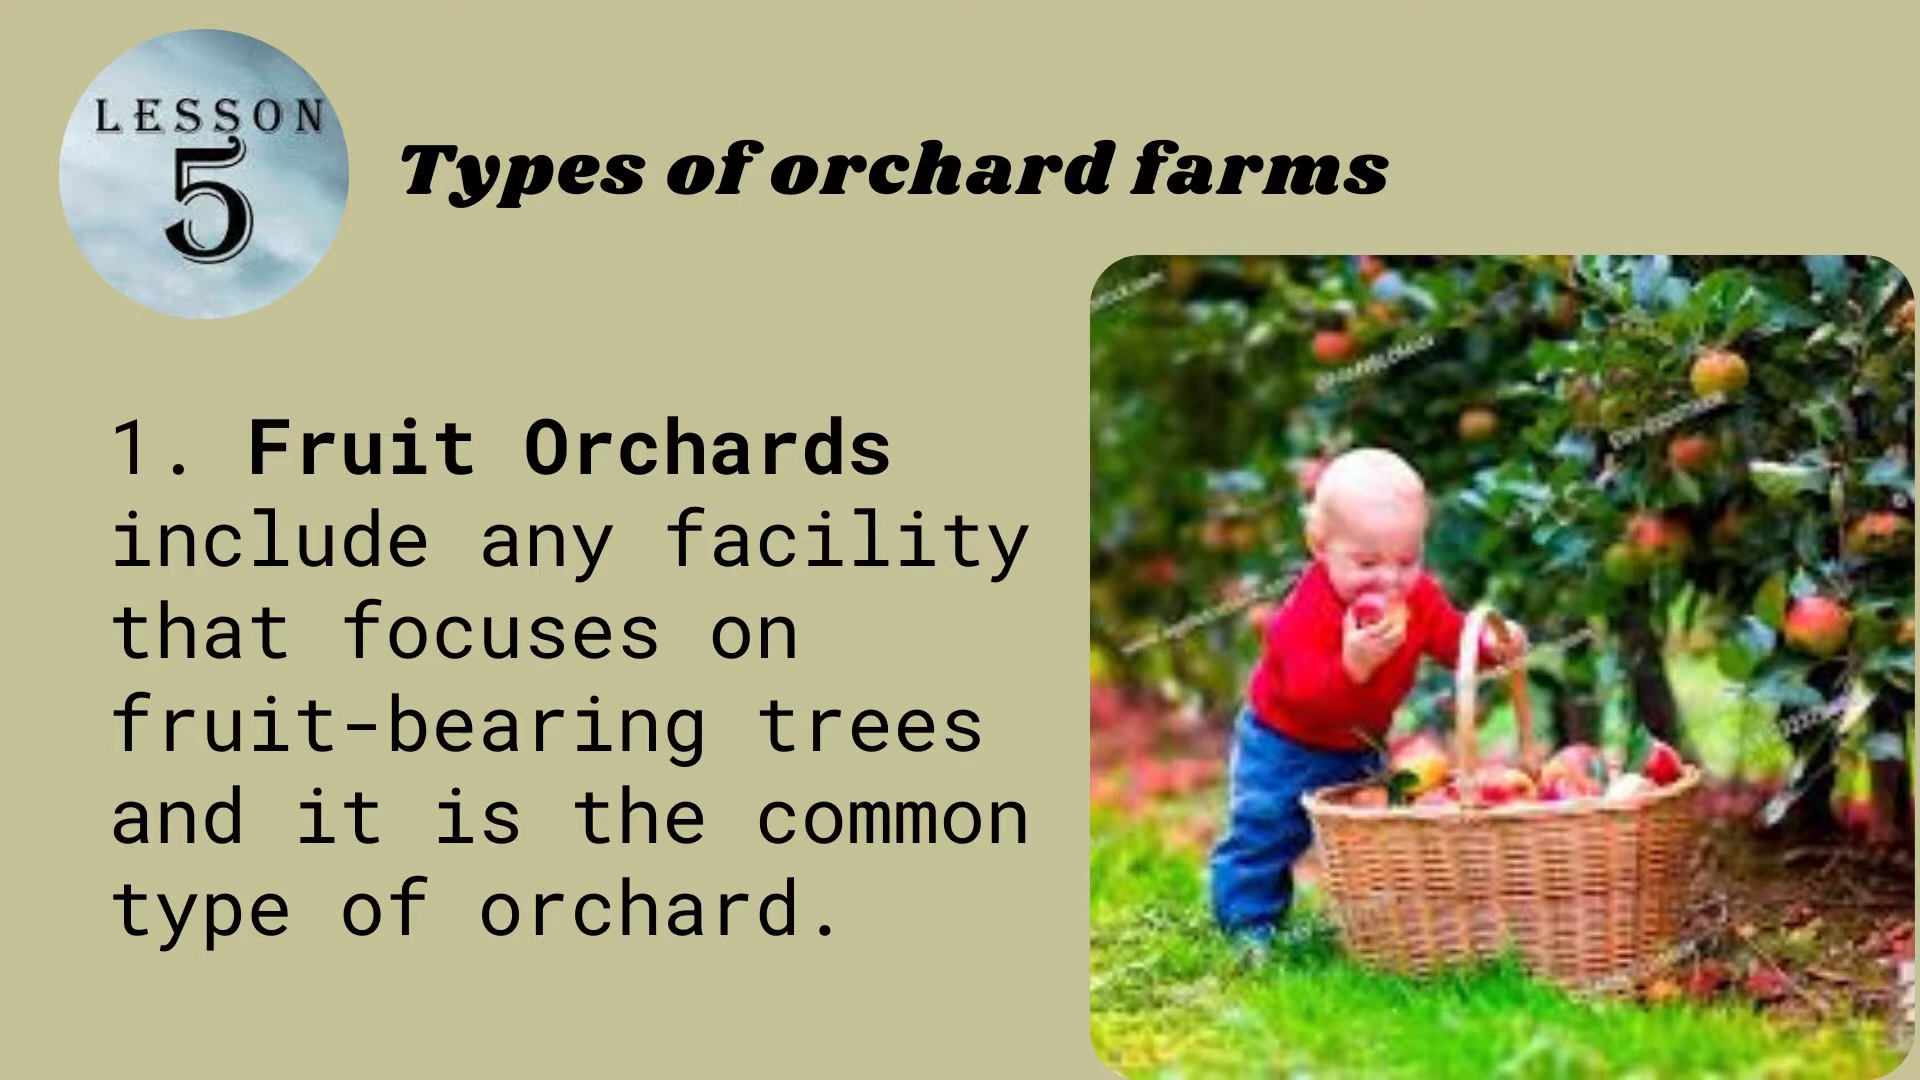 LESSON
5
Types of orchard farms
1. Fruit Orchards
include any facility
that focuses on
fruit-bearing trees
and it is the common
type of orchard.